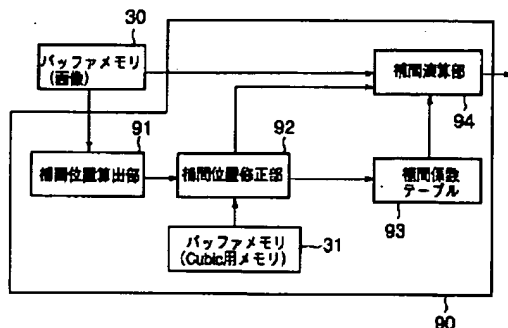 30
バッファメモリ
(画像)
補間演算部
94
91
補間位置算出部
92
補間位置修正部
補間係数
テーブル
93
バッファメモリ
(Cubic用メモリ)
31
90